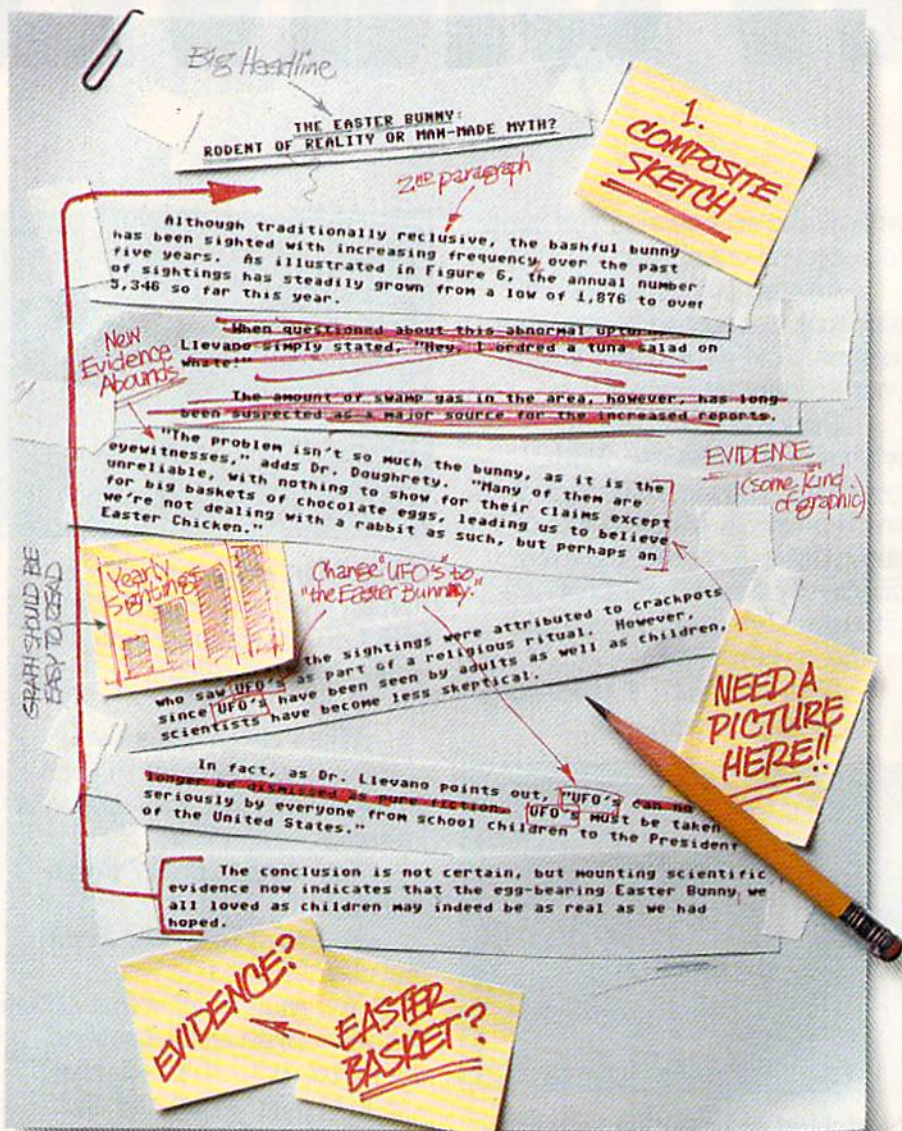 Big Headline
THE EASTER BUNNY:
RODENT OF REALITY OR MAN-MADE MYTH?
1.
COMPOSITE
SKETCH
2ND paragraph
Although traditionally reclusive, the bashful bunny
has been sighted with increasing frequency over the past
five years. As illustrated in Figure 6, the annual number
of sightings has steadily grown from a low of 1,876 to over
5,346 so far this year.
When questioned about this abnormal
Llevano simply stated, "Hey, I ordred a tuna salad on
whate!"
New
Evidence
Abounds
The amount of swamp gas in the area, however, has long
been suspected as a major source for the increased reports.
"The problem isn't so much the bunny, as it is the
eyewitnesses," adds Dr. Doughrety. "Many of them are
unreliable, with nothing to show for their claims except
for big baskets of chocolate eggs, leading us to believe
we're not dealing with a rabbit as such, but perhaps an
Easter Chicken."
EVIDENCE
(some kind
of graphic)
GRAPH SHOULD BE
EASY TO READ
Yearly
Sightings
Change "UFO's" to
"the Easter Bunny."
the sightings were attributed to crackpots
who saw UFO's as part of a religious ritual. However,
since UFO's have been seen by adults as well as children,
scientists have become less skeptical.
NEED A
PICTURE
HERE!!
In fact, as Dr. Llevano points out, "UFO's can no
longer be dismissed as pure fiction. UFO's must be taken
seriously by everyone from school children to the President
of the United States."
The conclusion is not certain, but mounting scientific
evidence now indicates that the egg-bearing Easter Bunny we
all loved as children may indeed be as real as we had
hoped.
EVIDENCE?
EASTER
BASKET?